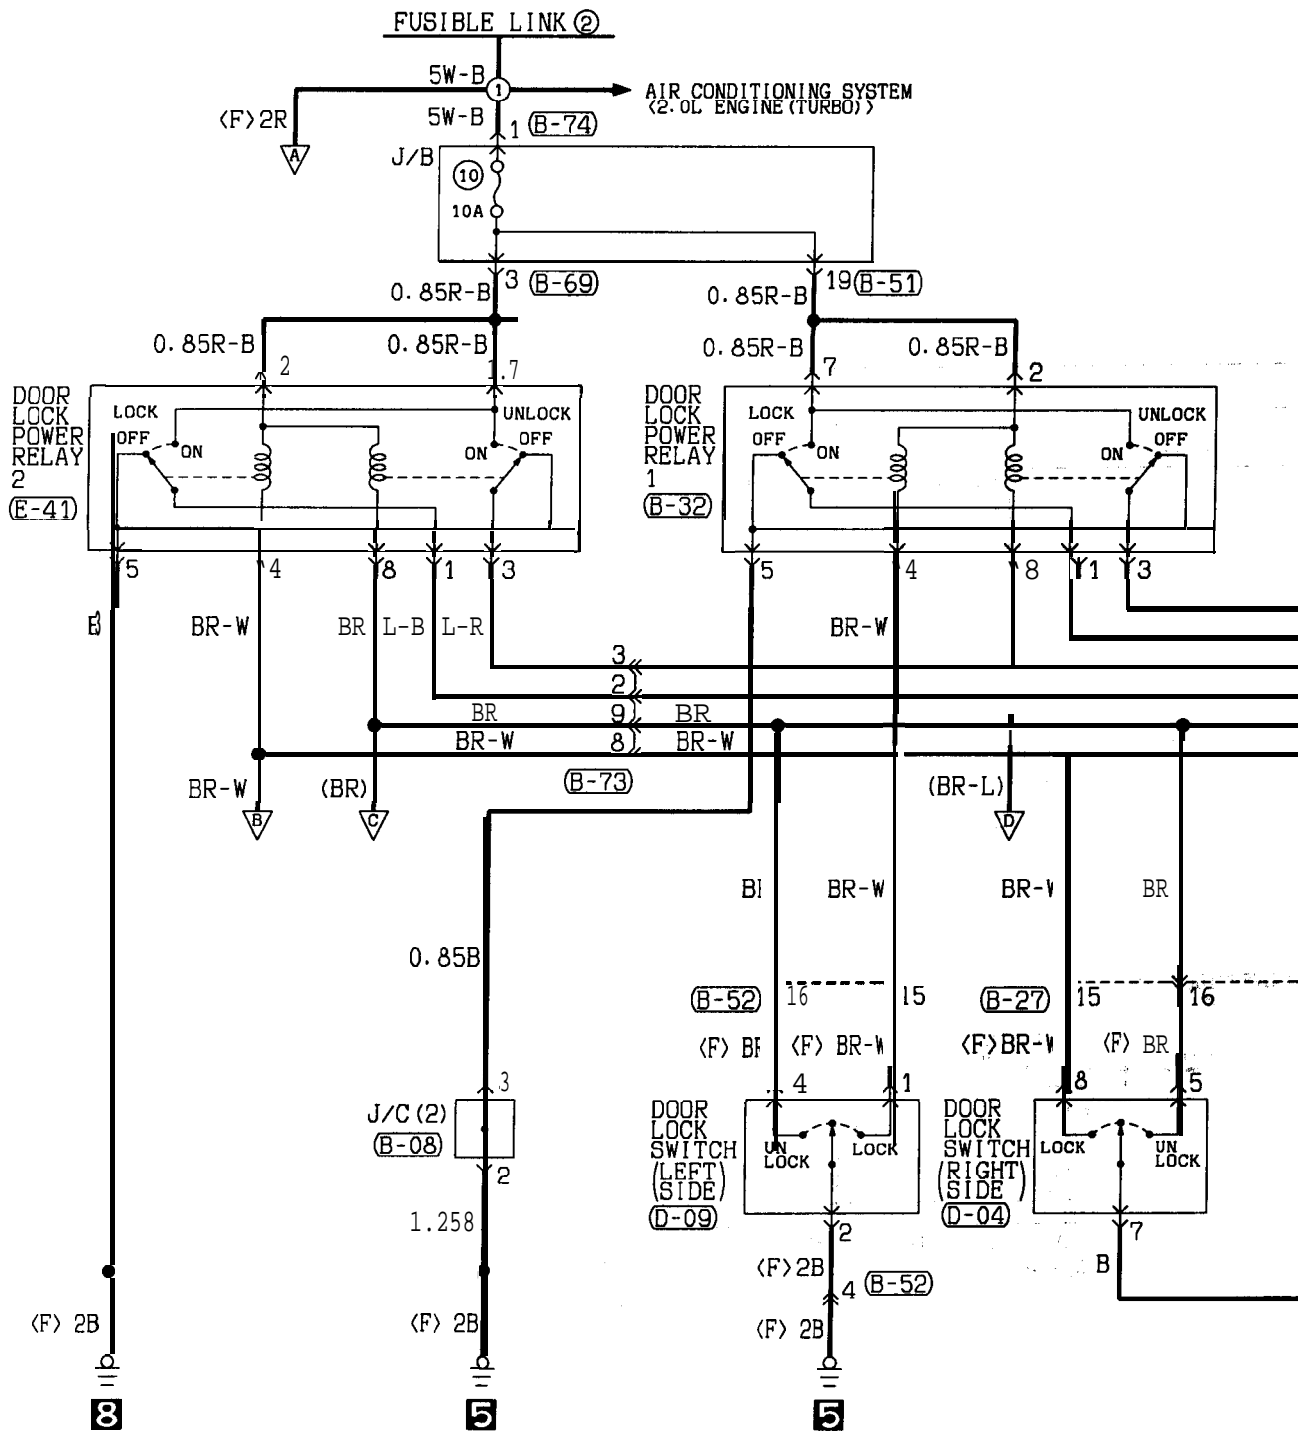 FUSIBLE LINK ②
5W-B
1
AIR CONDITIONING SYSTEM
<2.0L ENGINE(TURBO)>
<F>2R
5W-B
1
B-74
A
J/B
10
10A
3
B-69
19
B-51
0.85R-B
0.85R-B
0.85R-B
0.85R-B
0.85R-B
0.85R-B
2
1.7
7
2
DOOR
LOCK
POWER
RELAY
2
E-41
LOCK
OFF
ON
UNLOCK
OFF
ON
DOOR
LOCK
POWER
RELAY
1
B-32
LOCK
OFF
ON
UNLOCK
OFF
ON
5
4
8
1
3
5
4
8
1
3
BR-W
BR
L-B
L-R
BR-W
3
2
BR
9
BR
BR-W
8
BR-W
B-73
BR-W
(BR)
(BR-L)
B
C
D
BR-W
BR
0.85B
B-52
16
15
B-27
15
16
<F>
<F> BR-W
<F>BR-W
<F> BR
3
4
1
8
5
J/C(2)
B-08
2
DOOR
LOCK
SWITCH
(LEFT
SIDE)
D-09
UN
LOCK
LOCK
DOOR
LOCK
SWITCH
(RIGHT
SIDE)
D-04
LOCK
UN
LOCK
1.258
2
7
<F>2B
B
4
B-52
<F> 2B
<F> 2B
<F> 2B
8
5
5